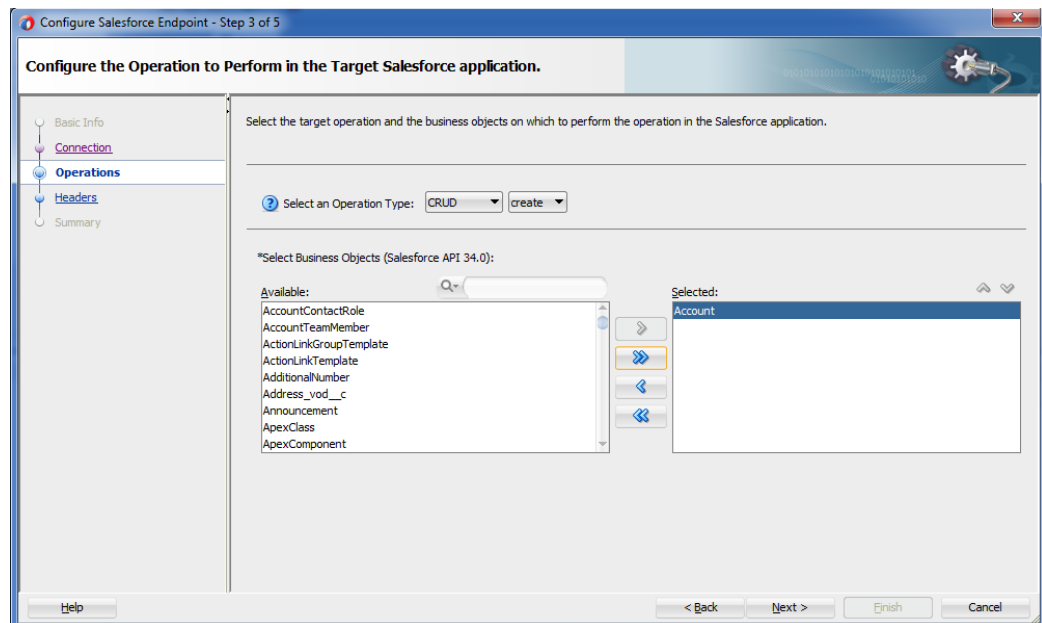 Configure Salesforce Endpoint - Step 3 of 5
Configure the Operation to Perform in the Target Salesforce application.
Basic Info
Connection
Operations
Headers
Summary
Select the target operation and the business objects on which to perform the operation in the Salesforce application.
Select an Operation Type: CRUD create
*Select Business Objects (Salesforce API 34.0):
Available:
AccountContactRole
AccountTeamMember
ActionLinkGroupTemplate
ActionLinkTemplate
AdditionalNumber
Address_vod__c
Announcement
ApexClass
ApexComponent
Selected:
Account
Help
< Back Next > Finish Cancel